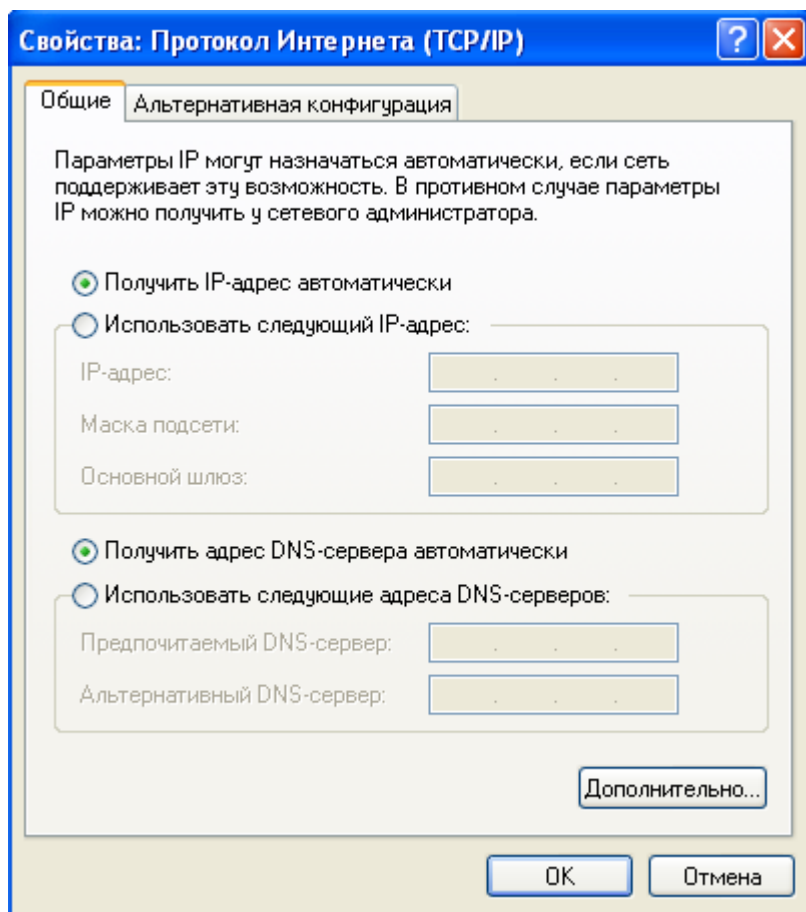 Свойства: Протокол Интернета (TCP/IP)
Общие
Альтернативная конфигурация
Параметры IP могут назначаться автоматически, если сеть
поддерживает эту возможность. В противном случае параметры
IP можно получить у сетевого администратора.
Получить IP-адрес автоматически
Использовать следующий IP-адрес:
IP-адрес:
Маска подсети:
Основной шлюз:
Получить адрес DNS-сервера автоматически
Использовать следующие адреса DNS-серверов:
Предпочитаемый DNS-сервер:
Альтернативный DNS-сервер:
Дополнительно...
OK
Отмена